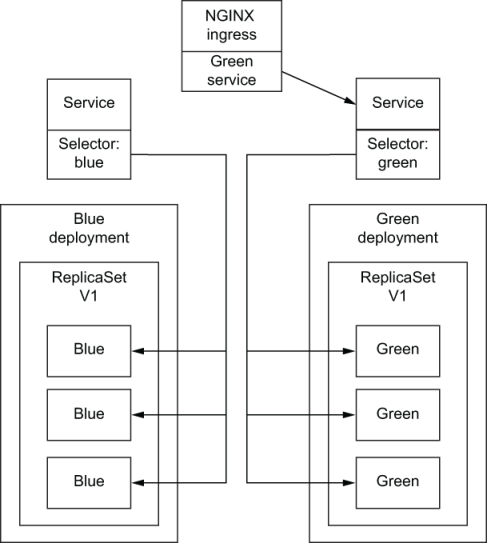 NGINX
ingress
Green
service
Service
Selector:
blue
Service
Selector:
green
Blue
deployment
ReplicaSet
V1
Blue
Blue
Blue
Green
deployment
ReplicaSet
V1
Green
Green
Green